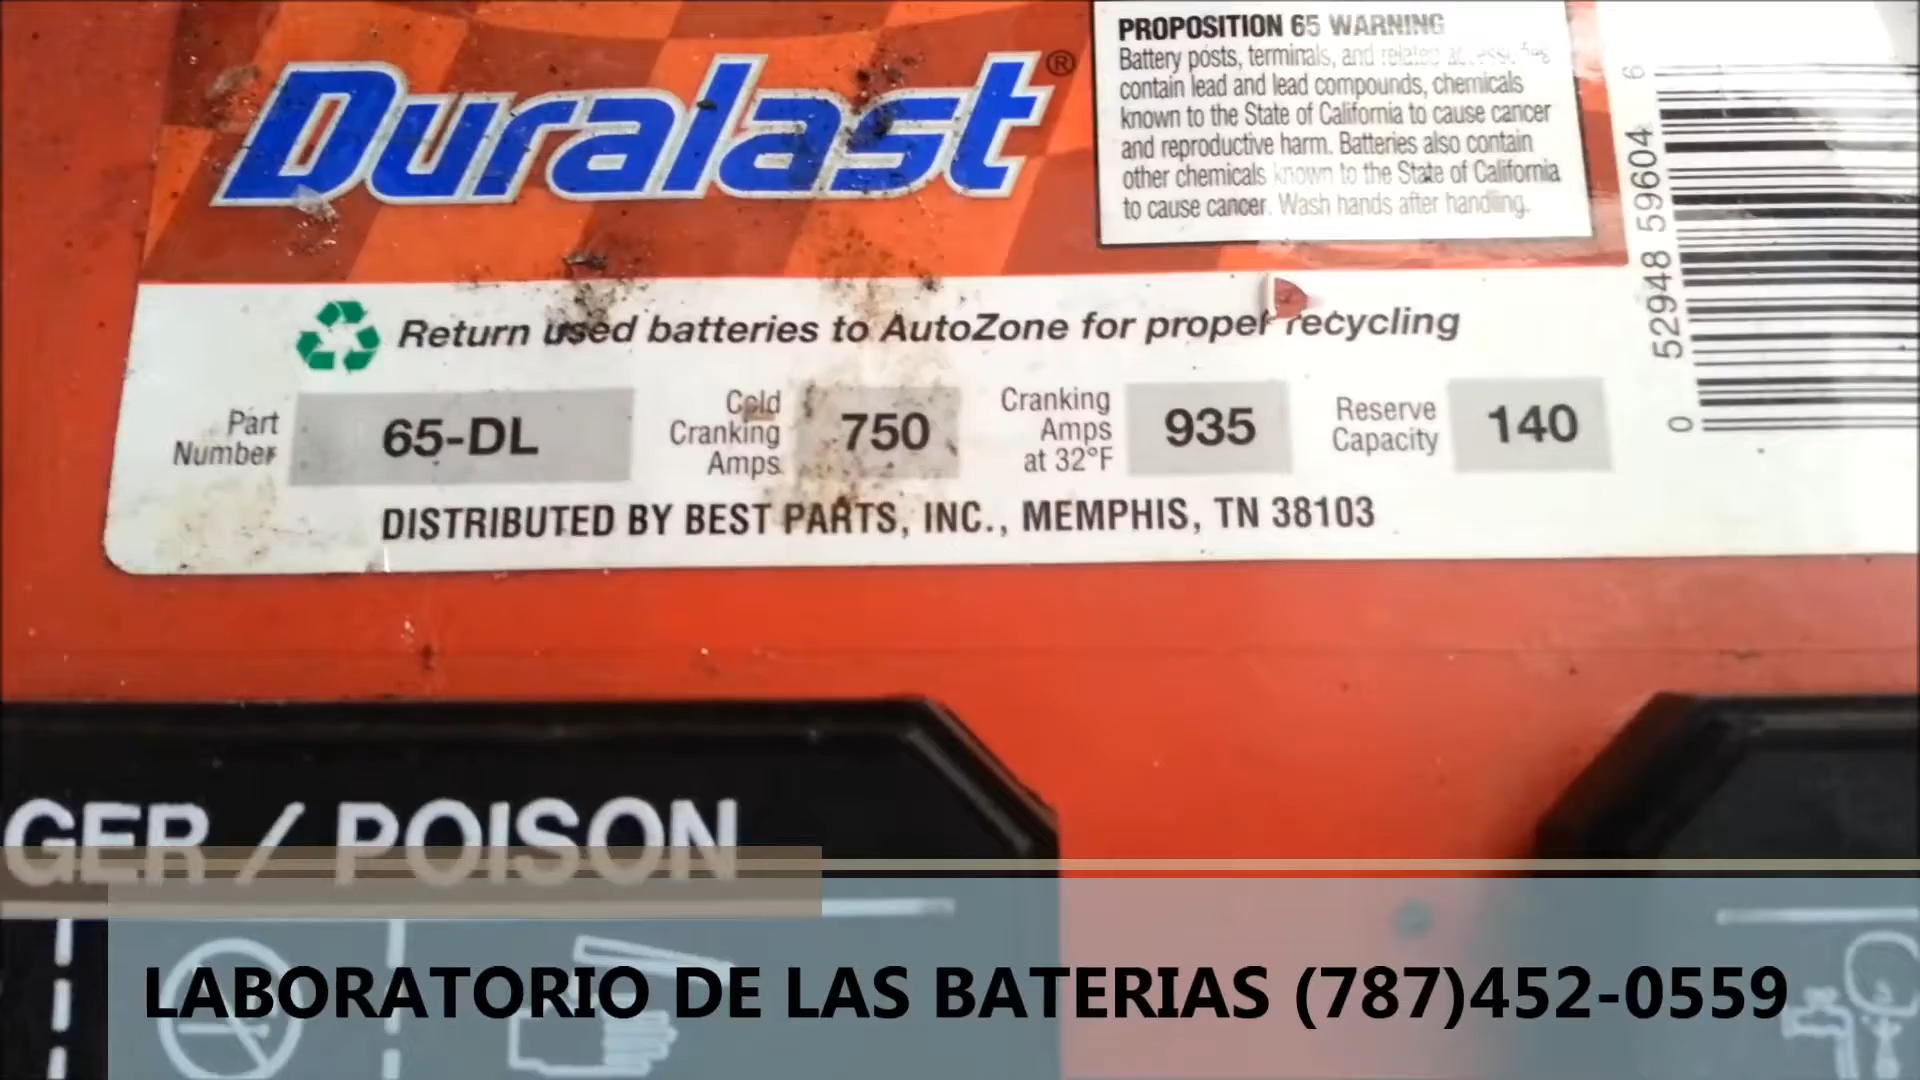 Duralast®
PROPOSITION 65 WARNING
Battery posts, terminals, and related accessories
contain lead and lead compounds, chemicals
known to the State of California to cause cancer
and reproductive harm. Batteries also contain
other chemicals known to the State of California
to cause cancer. Wash hands after handling.
0 52948 59604 6
Return used batteries to AutoZone for proper recycling
Part
Number
65-DL
Cold
Cranking
Amps
750
Cranking
Amps
at 32°F
935
Reserve
Capacity
140
DISTRIBUTED BY BEST PARTS, INC., MEMPHIS, TN 38103
GER / POISON
LABORATORIO DE LAS BATERIAS (787)452-0559